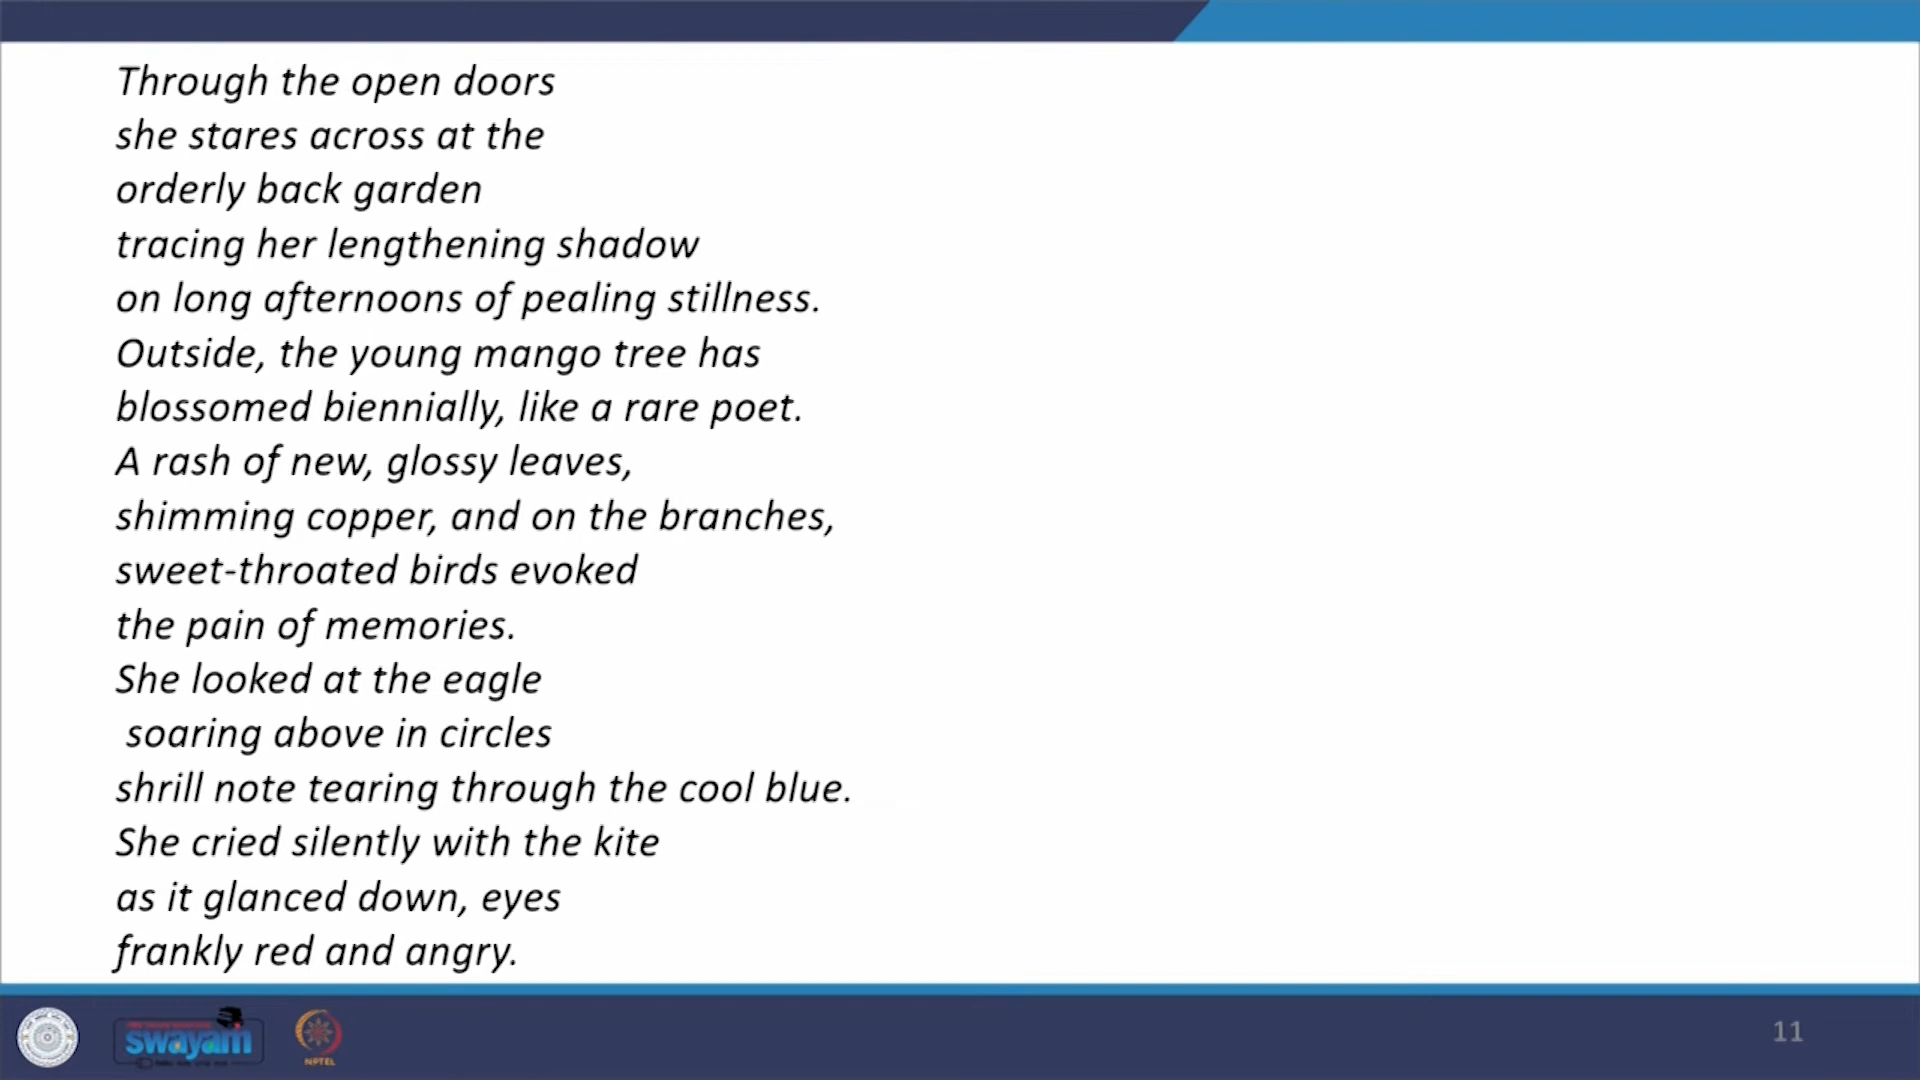 Through the open doors
she stares across at the
orderly back garden
tracing her lengthening shadow
on long afternoons of pealing stillness.
Outside, the young mango tree has
blossomed biennially, like a rare poet.
A rash of new, glossy leaves,
shimming copper, and on the branches,
sweet-throated birds evoked
the pain of memories.
She looked at the eagle
soaring above in circles
shrill note tearing through the cool blue.
She cried silently with the kite
as it glanced down, eyes
frankly red and angry.
swayam
NPTEL
11